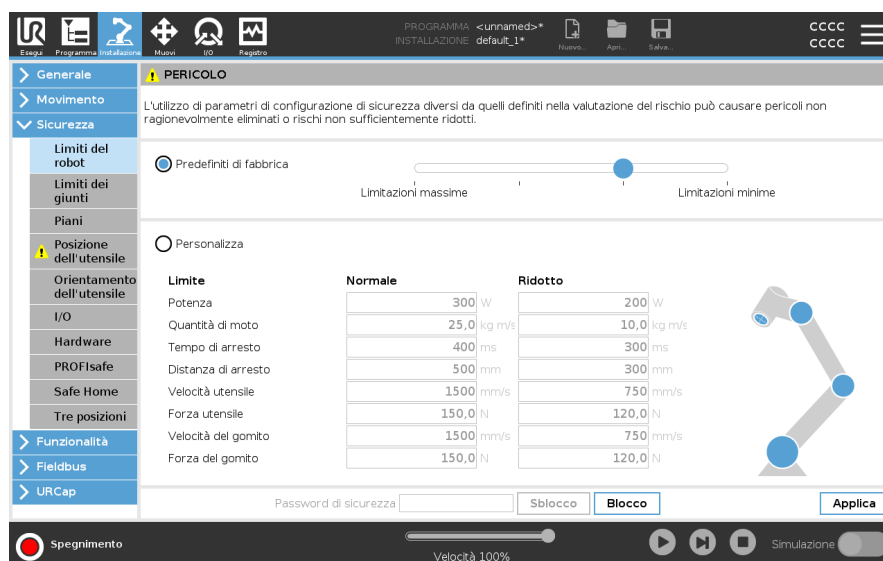 Esegui Programma Installazione Muovi I/O Registro
PROGRAMMA <unnamed>*
INSTALLAZIONE default_1*
Nuovo... Apri... Salva...
CCCC
CCCC
Generale
Movimento
Sicurezza
Limiti del
robot
Limiti dei
giunti
Piani
Posizione
dell'utensile
Orientamento
dell'utensile
I/O
Hardware
PROFIsafe
Safe Home
Tre posizioni
Funzionalità
Fieldbus
URCap
PERICOLO
L'utilizzo di parametri di configurazione di sicurezza diversi da quelli definiti nella valutazione del rischio può causare pericoli non
ragionevolmente eliminati o rischi non sufficientemente ridotti.
Predefiniti di fabbrica
Limitazioni massime Limitazioni minime
Personalizza
Limite Normale Ridotto
Potenza 300 W 200 W
Quantità di moto 25,0 kg m/s 10,0 kg m/s
Tempo di arresto 400 ms 300 ms
Distanza di arresto 500 mm 300 mm
Velocità utensile 1500 mm/s 750 mm/s
Forza utensile 150,0 N 120,0 N
Velocità del gomito 1500 mm/s 750 mm/s
Forza del gomito 150,0 N 120,0 N
Password di sicurezza Sblocco Blocco Applica
Spegnimento
Velocità 100%
Simulazione